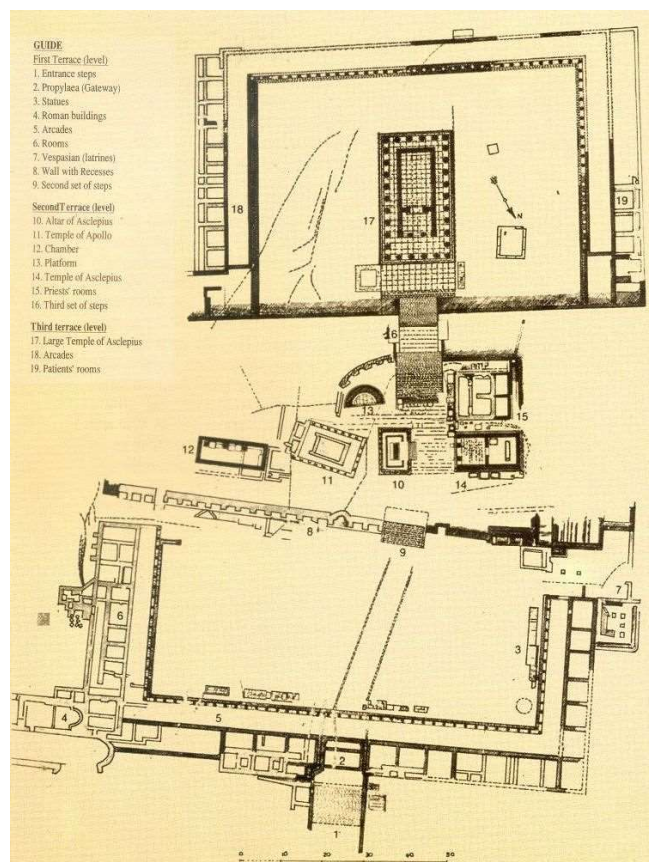 GUIDE
First Terrace (level)
1. Entrance steps
2. Propylaea (Gateway)
3. Statues
4. Roman buildings
5. Arcades
6. Rooms
7. Vespasian (latrines)
8. Wall with Recesses
9. Second set of steps
SecondTerrace (level)
10. Altar of Asclepius
11. Temple of Apollo
12. Chamber
13. Platform
14. Temple of Asclepius
15. Priests' rooms
16. Third set of steps
Third terrace (level)
17. Large Temple of Asclepius
18. Arcades
19. Patients' rooms
18
17
19
N
16
13
15
12
11
10
14
8
9
7
6
3
4
5
2
1
0 10 20 30 40 50